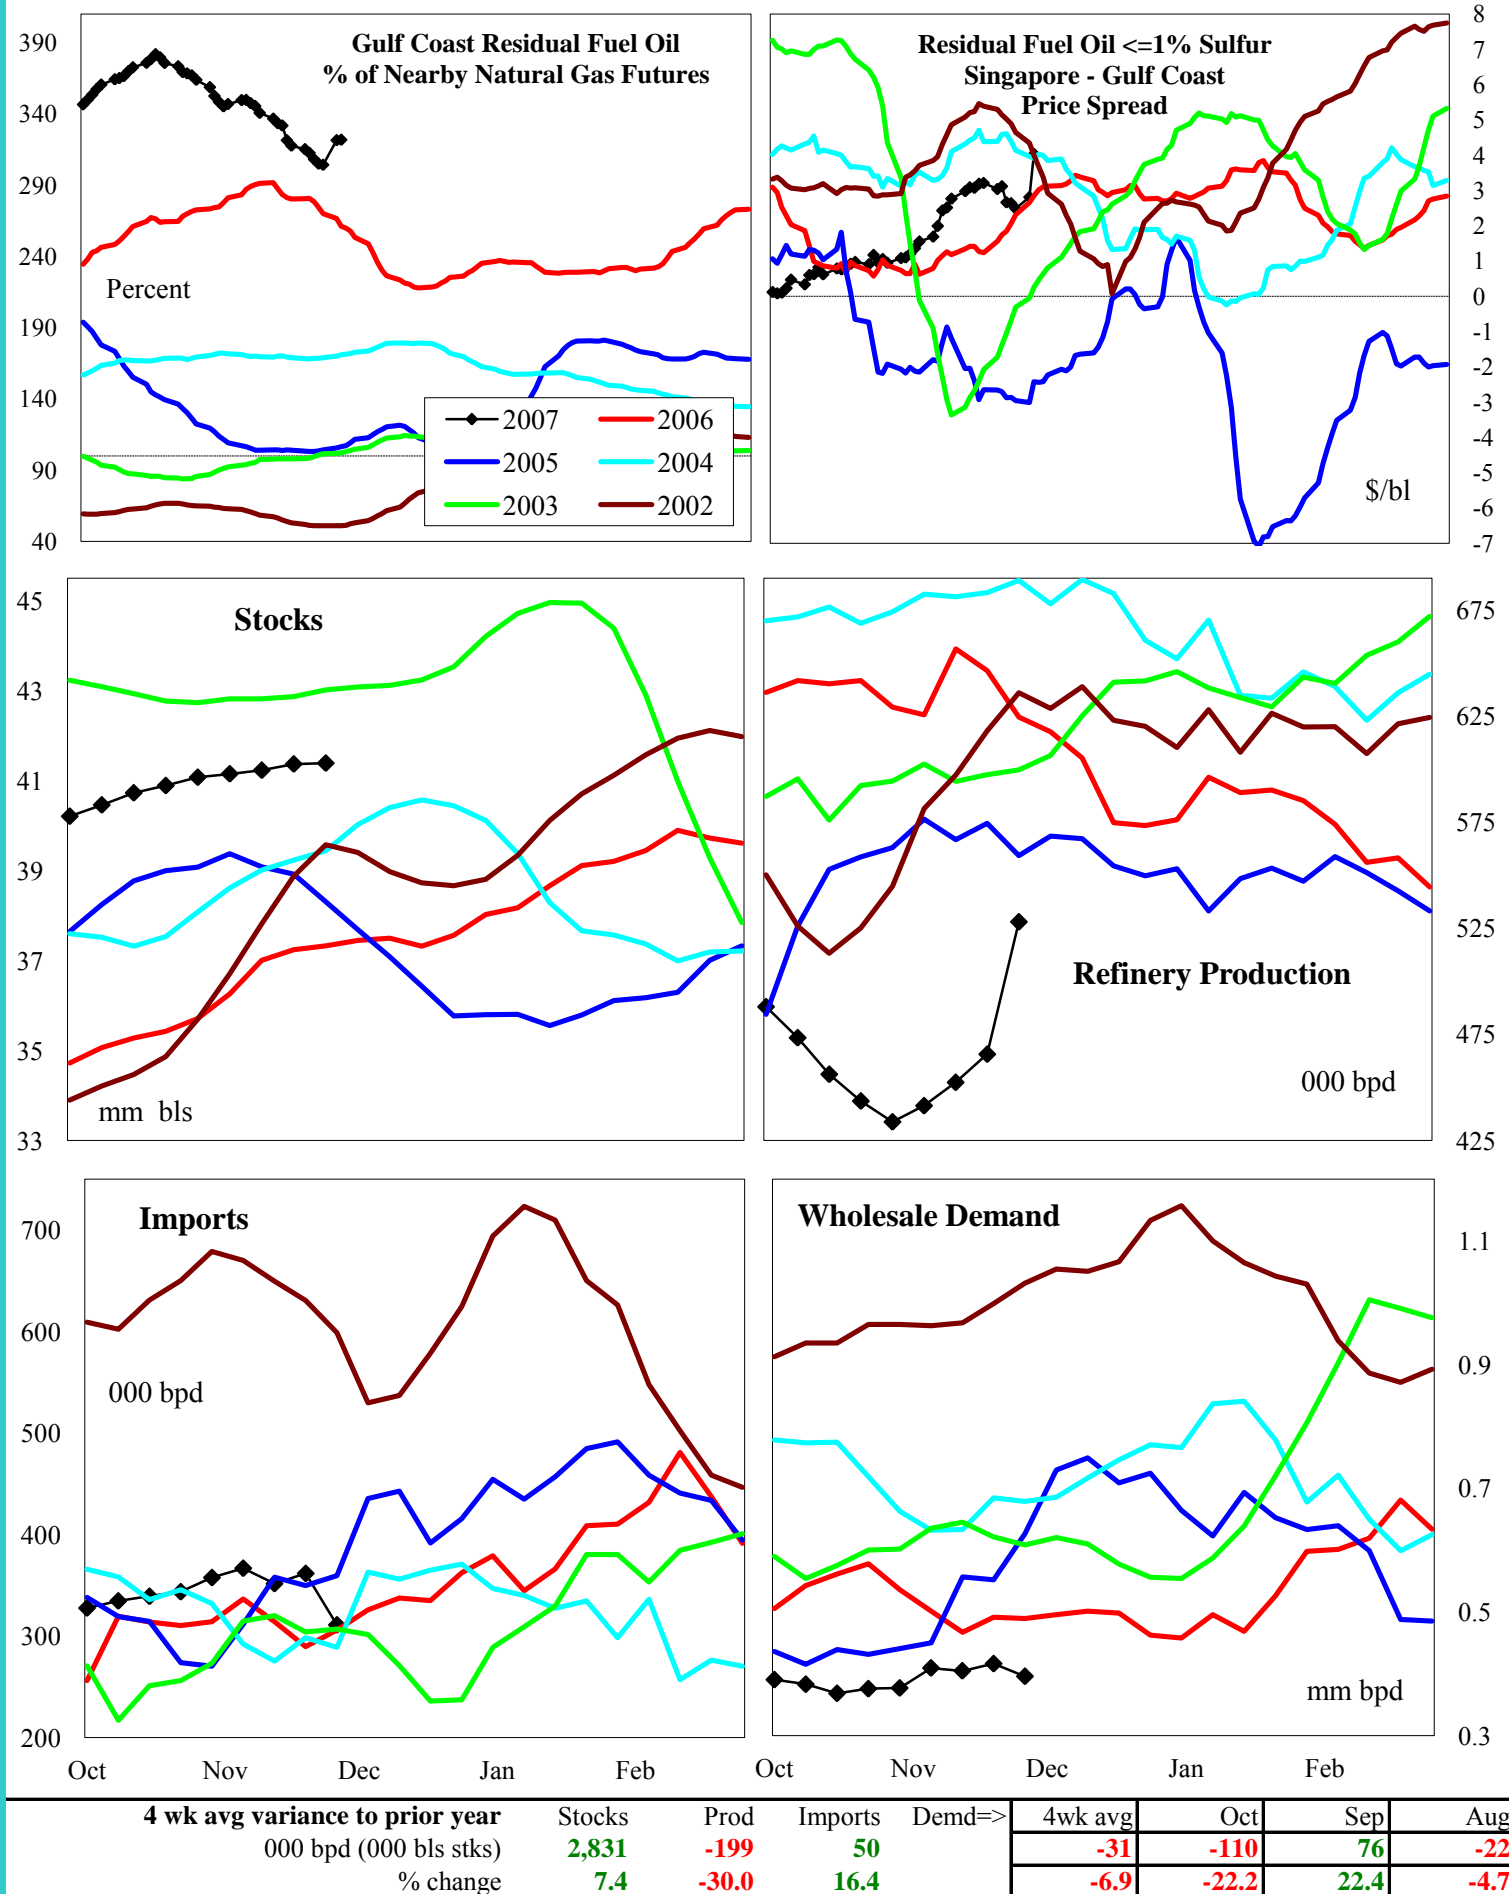 Gulf Coast Residual Fuel Oil
% of Nearby Natural Gas Futures
390
340
290
240
190
140
90
40
Percent
2007
2006
2005
2004
2003
2002
Residual Fuel Oil <=1% Sulfur
Singapore - Gulf Coast
Price Spread
8
7
6
5
4
3
2
1
0
-1
-2
-3
-4
-5
-6
-7
$/bl
Stocks
45
43
41
39
37
35
33
mm bls
Refinery Production
675
625
575
525
475
425
000 bpd
Imports
700
600
500
400
300
200
000 bpd
Oct Nov Dec Jan Feb
Wholesale Demand
1.1
0.9
0.7
0.5
0.3
mm bpd
Oct Nov Dec Jan Feb
4 wk avg variance to prior year Stocks Prod Imports Demd=> 4wk avg Oct Sep Aug
000 bpd (000 bls stks) 2,831 -199 50 -31 -110 76 -22
% change 7.4 -30.0 16.4 -6.9 -22.2 22.4 -4.7